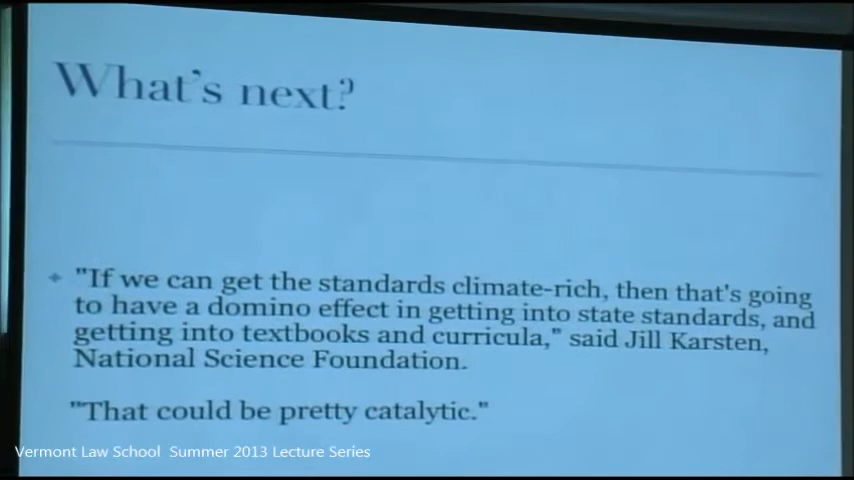 What's next?
"If we can get the standards climate-rich, then that's going
to have a domino effect in getting into state standards, and
getting into textbooks and curricula," said Jill Karsten,
National Science Foundation.
"That could be pretty catalytic."
Vermont Law School Summer 2013 Lecture Series